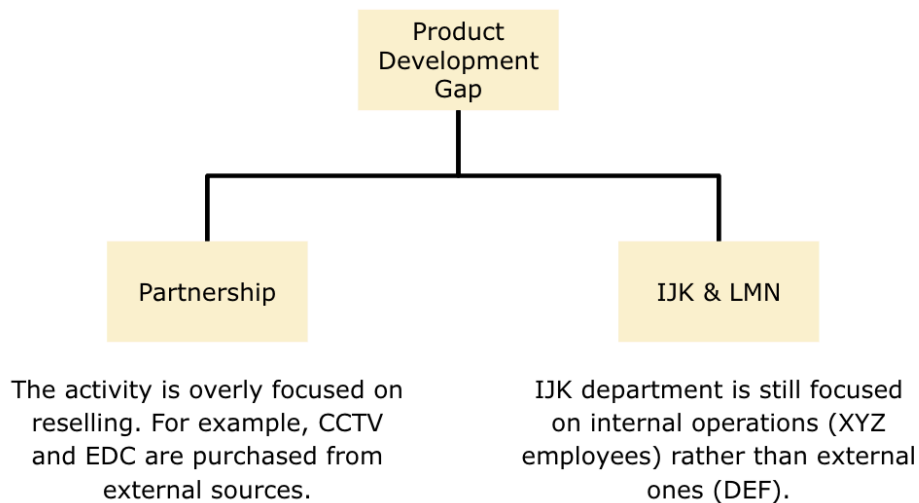 Product
Development
Gap
Partnership
IJK & LMN
The activity is overly focused on
reselling. For example, CCTV
and EDC are purchased from
external sources.
IJK department is still focused
on internal operations (XYZ
employees) rather than external
ones (DEF).